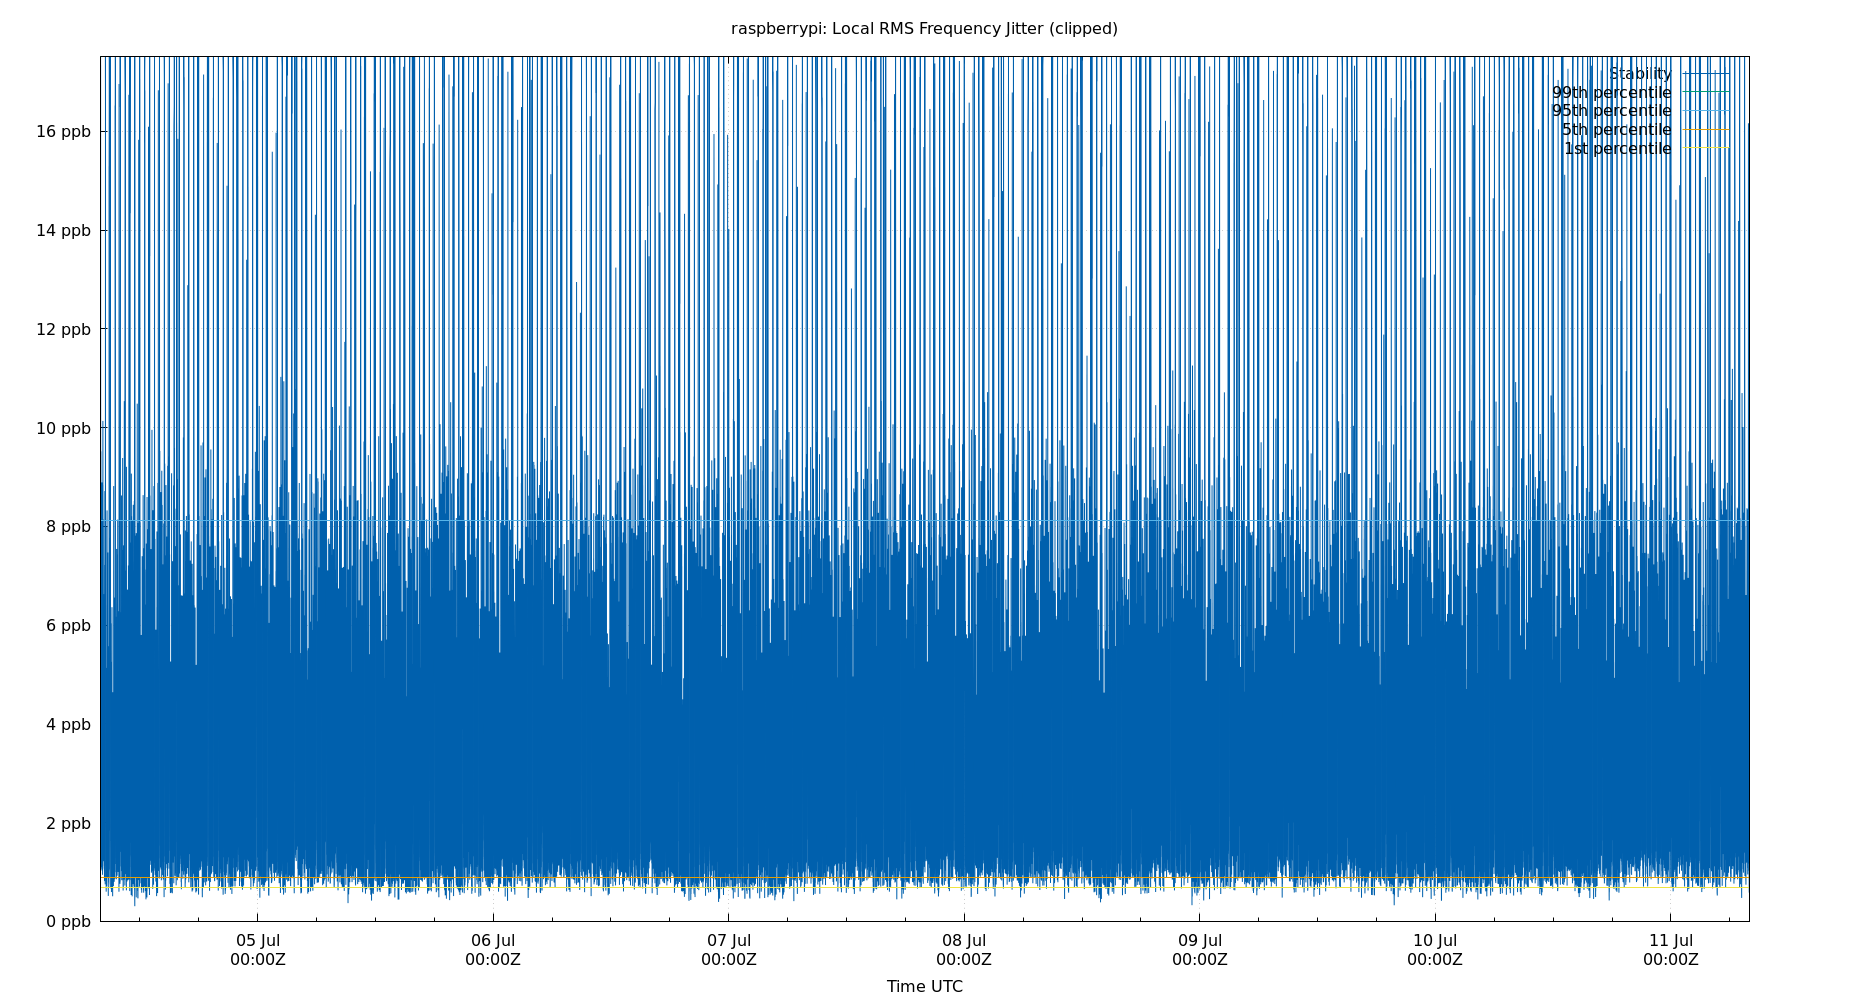 raspberrypi: Local RMS Frequency Jitter (clipped)
Stability
99th percentile
95th percentile
5th percentile
1st percentile
16 ppb
14 ppb
12 ppb
10 ppb
8 ppb
6 ppb
4 ppb
2 ppb
0 ppb
05 Jul 06 Jul 07 Jul 08 Jul 09 Jul 10 Jul 11 Jul
00:00Z 00:00Z 00:00Z 00:00Z 00:00Z 00:00Z 00:00Z
Time UTC